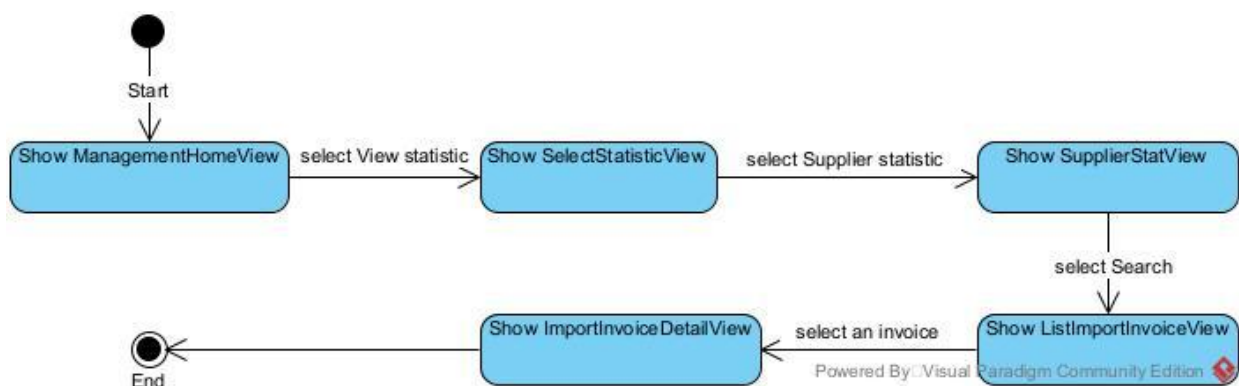 Start
Show ManagementHomeView
select View statistic
Show SelectStatisticView
select Supplier statistic
Show SupplierStatView
select Search
Show ListImportInvoiceView
select an invoice
Show ImportInvoiceDetailView
End
Powered By Visual Paradigm Community Edition